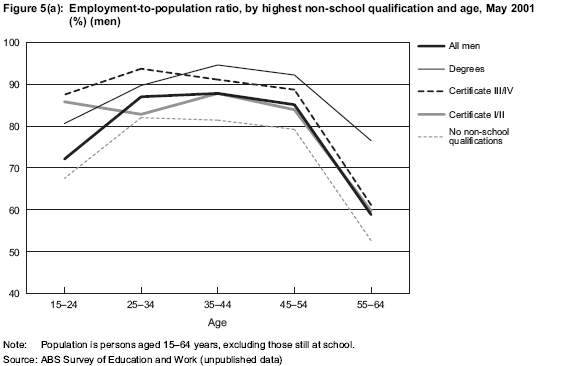 Figure 5(a): Employment-to-population ratio, by highest non-school qualification and age, May 2001
(%) (men)
100
90
80
70
60
50
40
15–24
25–34
35–44
45–54
55–64
Age
All men
Degrees
Certificate III/IV
Certificate I/II
No non-school
qualifications
Note: Population is persons aged 15–64 years, excluding those still at school.
Source: ABS Survey of Education and Work (unpublished data)